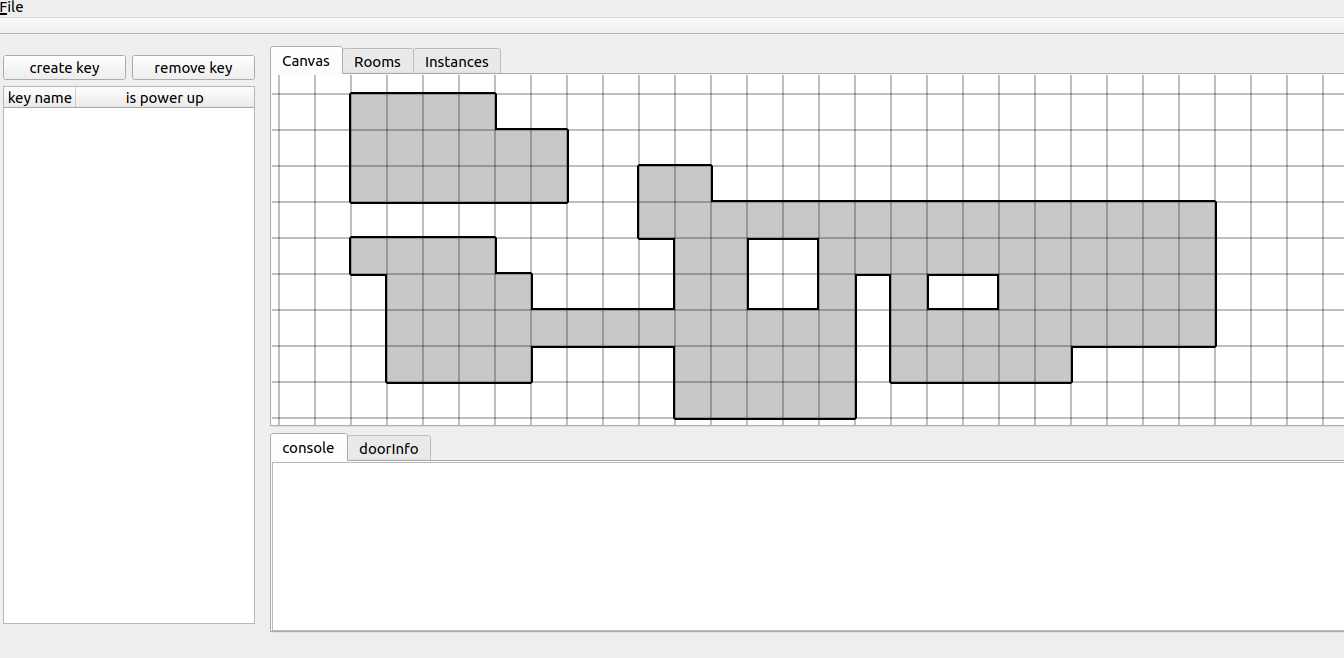 File
create key remove key
key name is power up
Canvas Rooms Instances
console doorInfo